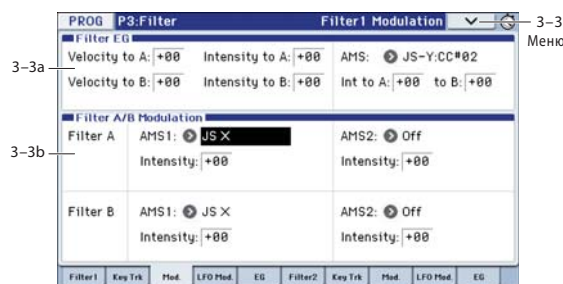 PROG P3:Filter Filter1 Modulation
3–3
Меню
Filter EG
3–3a
Velocity to A: +00 Intensity to A: +00 AMS: JS-Y:CC#02
Velocity to B: +00 Intensity to B: +00 Int to A: +00 to B: +00
Filter A/B Modulation
3–3b
Filter A AMS1: JS X AMS2: Off
Intensity: +00 Intensity: +00
Filter B AMS1: JS X AMS2: Off
Intensity: +00 Intensity: +00
Filter1 Key Trk Mod. LFO Mod. EG Filter2 Key Trk Mod. LFO Mod. EG